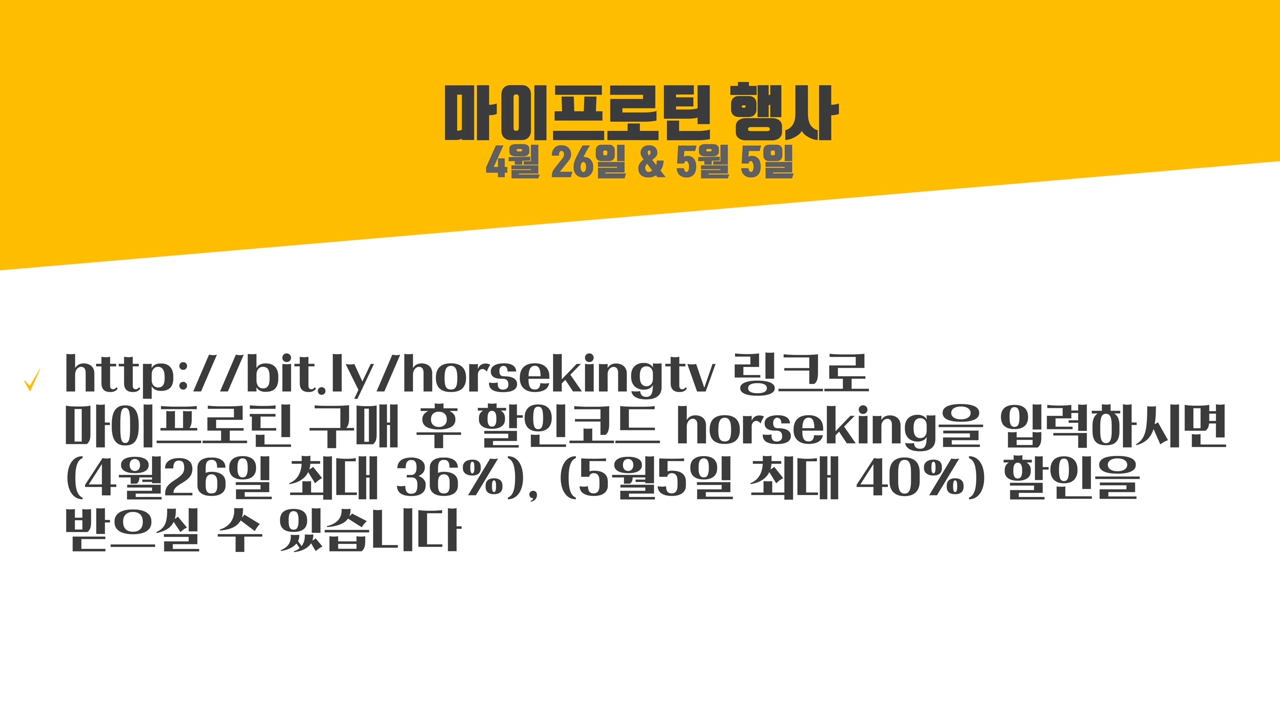 마이프로틴 행사
4월 26일 & 5월 5일
http://bit.ly/horsekingtv 링크로
마이프로틴 구매 후 할인코드 horseking을 입력하시면
(4월26일 최대 36%), (5월5일 최대 40%) 할인을
받으실 수 있습니다